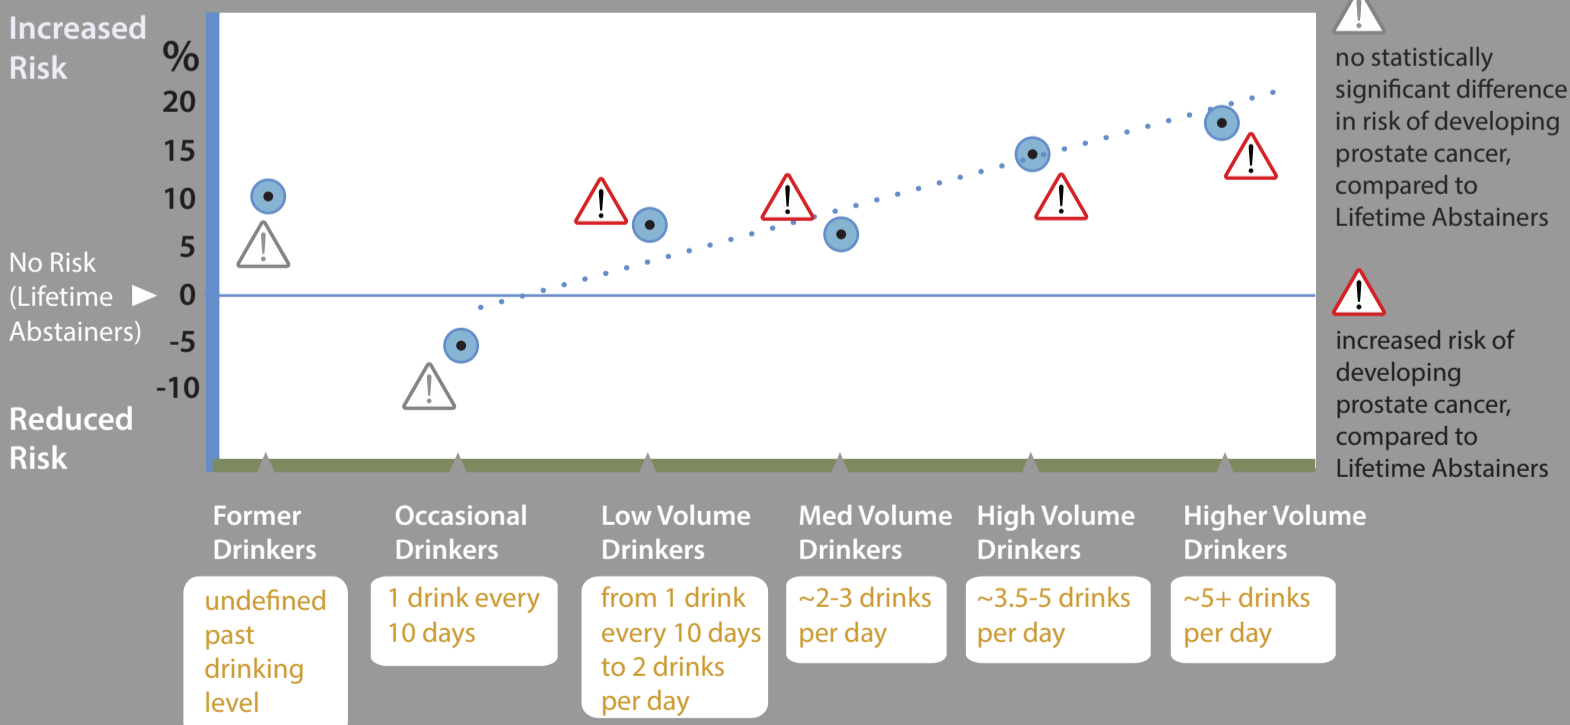 Increased
Risk
%
20
15
10
5
0
-5
-10
No Risk
(Lifetime
Abstainers)
Reduced
Risk
Former
Drinkers
undefined
past
drinking
level
Occasional
Drinkers
1 drink every
10 days
Low Volume
Drinkers
from 1 drink
every 10 days
to 2 drinks
per day
Med Volume
Drinkers
~2-3 drinks
per day
High Volume
Drinkers
~3.5-5 drinks
per day
Higher Volume
Drinkers
~5+ drinks
per day
no statistically
significant difference
in risk of developing
prostate cancer,
compared to
Lifetime Abstainers
increased risk of
developing
prostate cancer,
compared to
Lifetime Abstainers